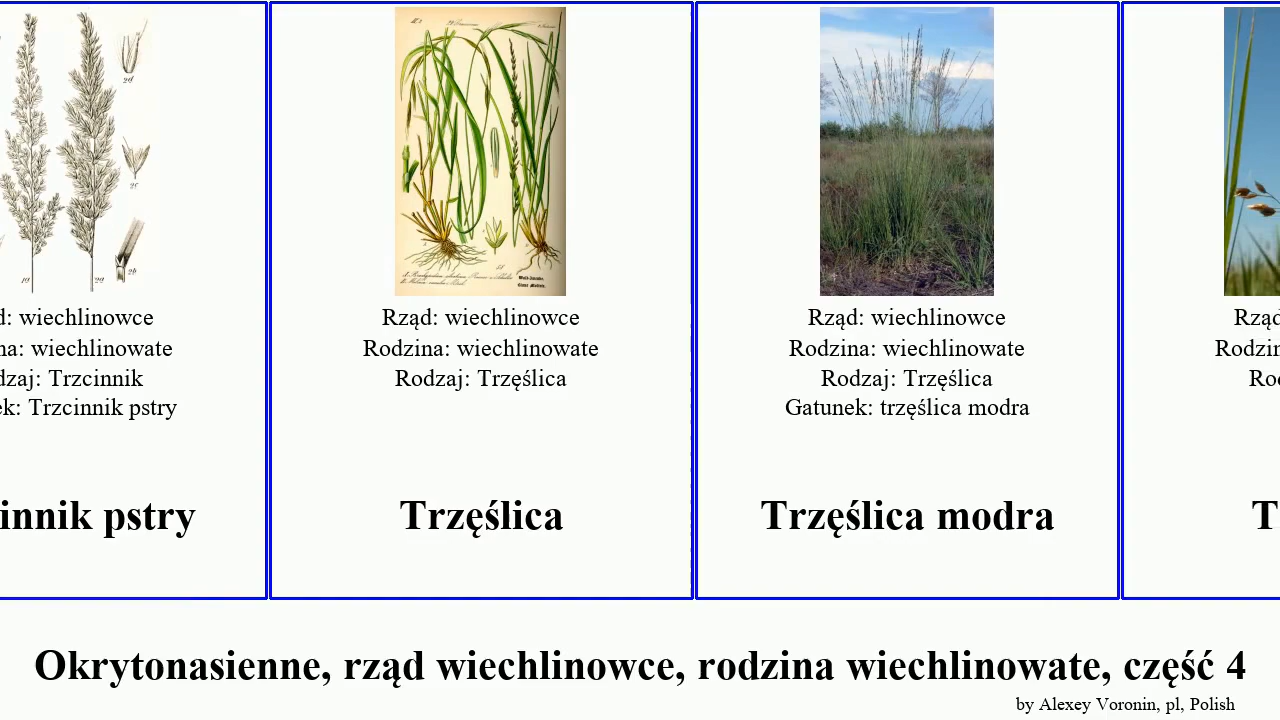 d: wiechlinowce
na: wiechlinowate
dzaj: Trzcinnik
ek: Trzcinnik pstry
innik pstry
Rząd: wiechlinowce
Rodzina: wiechlinowate
Rodzaj: Trzęślica
Trzęślica
Rząd: wiechlinowce
Rodzina: wiechlinowate
Rodzaj: Trzęślica
Gatunek: trzęślica modra
Trzęślica modra
Rząd
Rodzin
Ro
T
Okrytonasienne, rząd wiechlinowce, rodzina wiechlinowate, część 4
by Alexey Voronin, pl, Polish